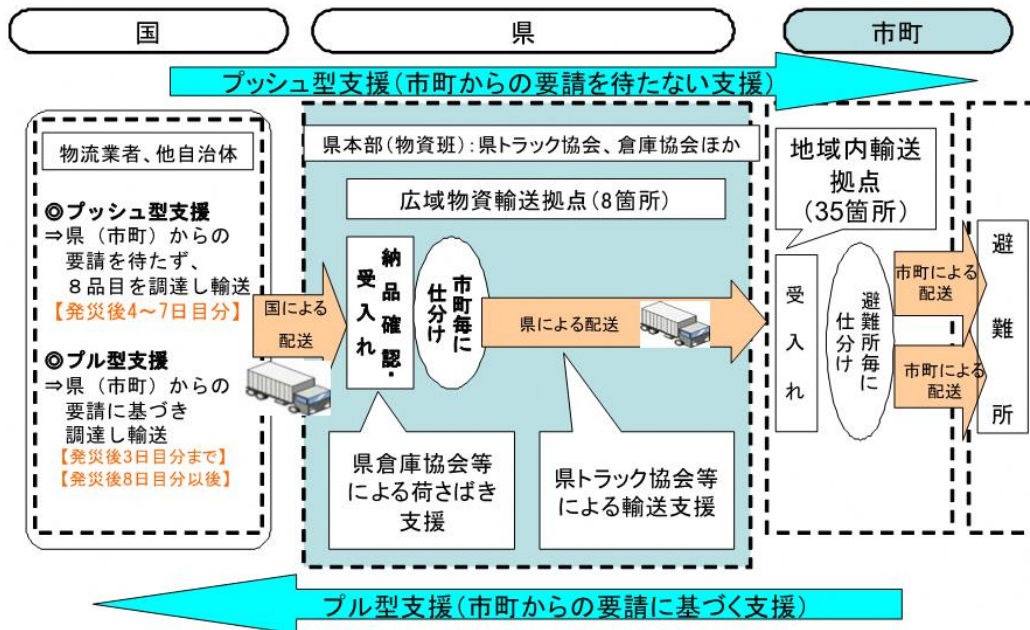 国
県
市町
プッシュ型支援(市町からの要請を待たない支援)
物流業者、他自治体
◎プッシュ型支援
⇒県（市町）からの
要請を待たず、
８品目を調達し輸送
【発災後4～7日目分】
◎プル型支援
⇒県（市町）からの
要請に基づき
調達し輸送
【発災後3日目分まで】
【発災後8日目分以後】
国による
配送
県本部(物資班):県トラック協会、倉庫協会ほか
広域物資輸送拠点(8箇所)
納品確認・
受入れ
市町毎に
仕分け
県による配送
県倉庫協会等
による荷さばき
支援
県トラック協会等
による輸送支援
地域内輸送
拠点
(35箇所)
受入れ
避難所毎に
仕分け
市町による
配送
市町による
配送
避難所
プル型支援(市町からの要請に基づく支援)